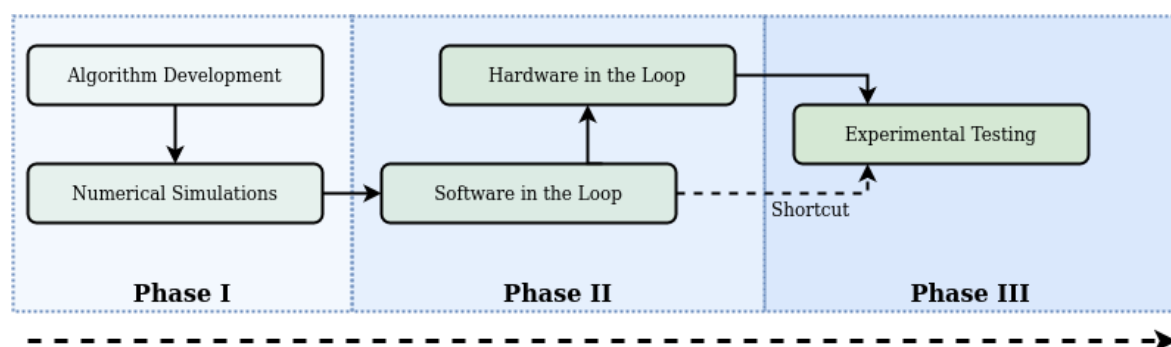 Algorithm Development
Numerical Simulations
Hardware in the Loop
Software in the Loop
Experimental Testing
Shortcut
Phase I
Phase II
Phase III